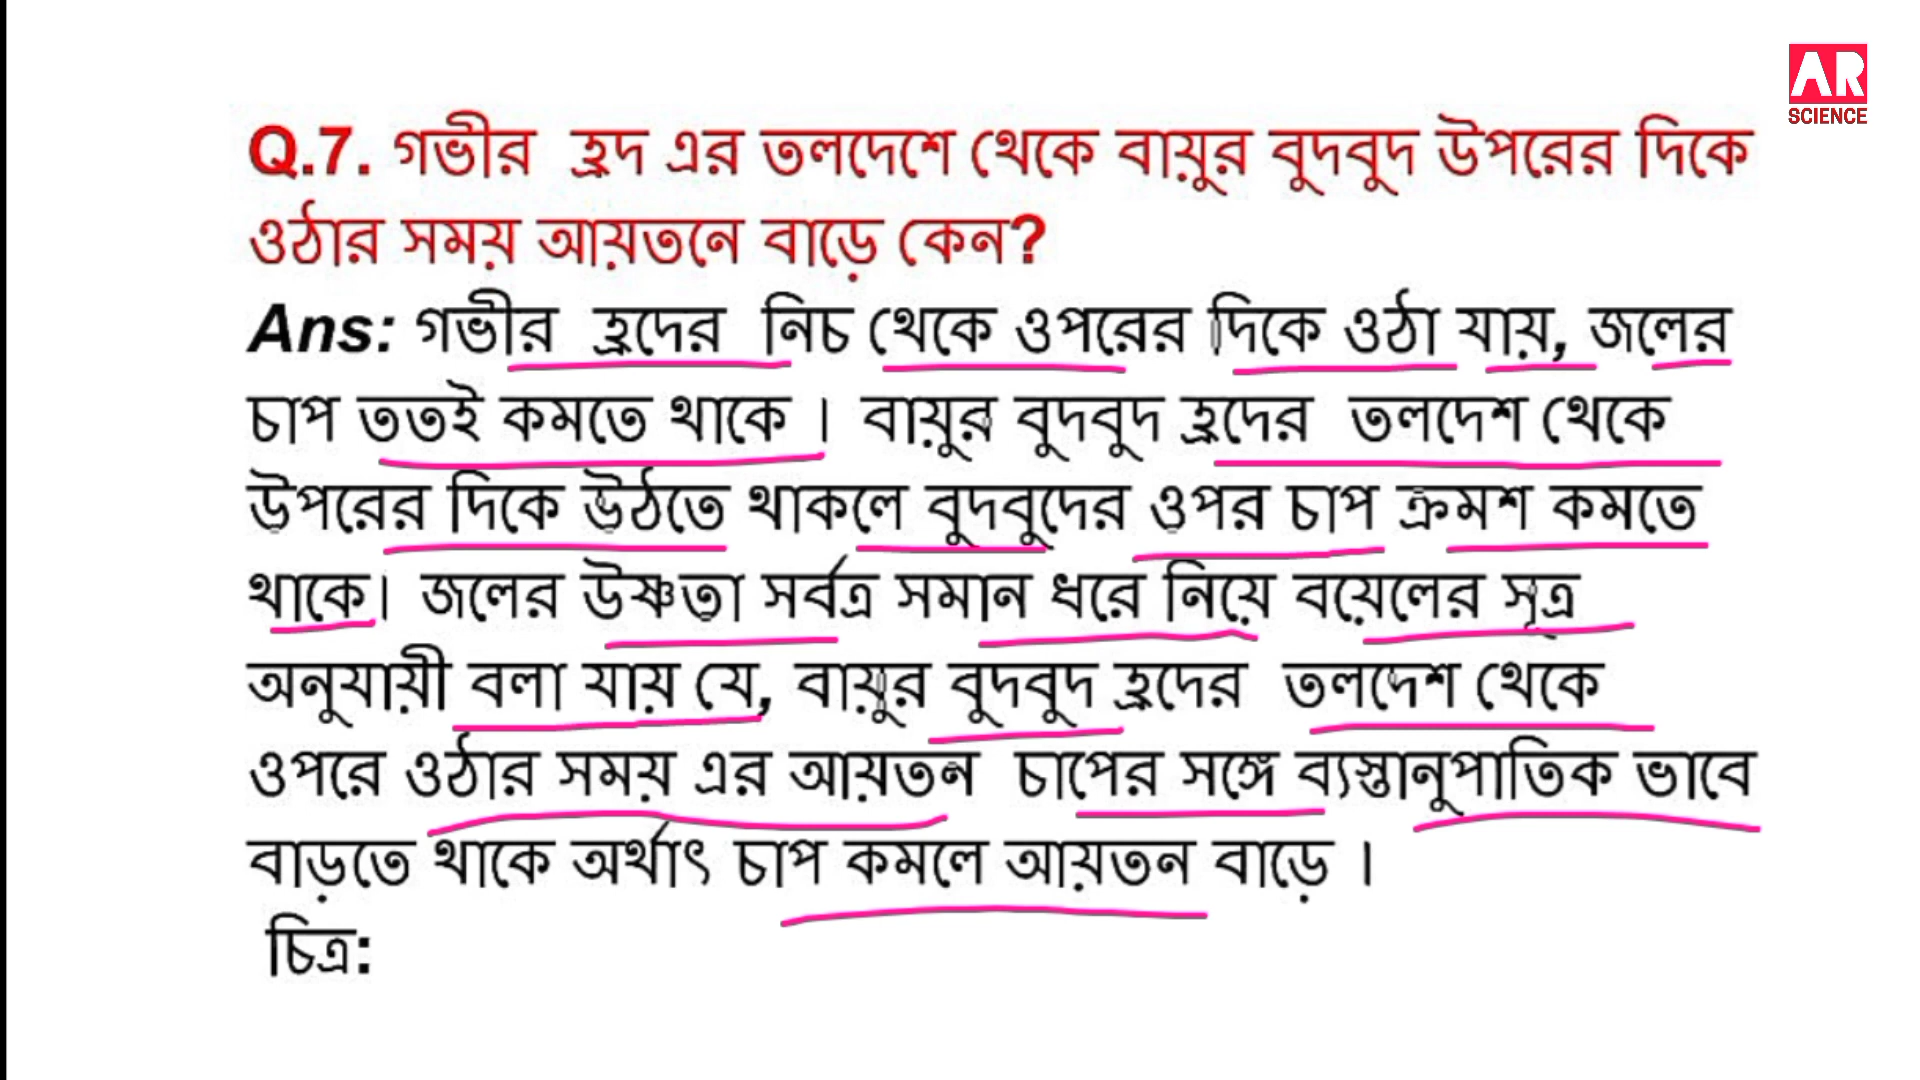 AR
SCIENCE
Q.7. গভীর হ্রদ এর তলদেশে থেকে বায়ুর বুদবুদ উপরের দিকে
ওঠার সময় আয়তনে বাড়ে কেন?
Ans: গভীর হ্রদের নিচ থেকে ওপরের দিকে ওঠা যায়, জলের
চাপ ততই কমতে থাকে । বায়ুর বুদবুদ হ্রদের তলদেশ থেকে
উপরের দিকে উঠতে থাকলে বুদবুদের ওপর চাপ ক্রমশ কমতে
থাকে। জলের উষ্ণতা সর্বত্র সমান ধরে নিয়ে বয়েলের সূত্র
অনুযায়ী বলা যায় যে, বায়ুর বুদবুদ হ্রদের তলদেশ থেকে
ওপরে ওঠার সময় এর আয়তন চাপের সঙ্গে ব্যস্তানুপাতিক ভাবে
বাড়তে থাকে অর্থাৎ চাপ কমলে আয়তন বাড়ে ।
চিত্র: